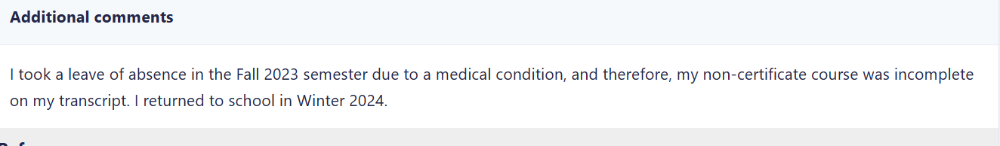 Additional comments
I took a leave of absence in the Fall 2023 semester due to a medical condition, and therefore, my non-certificate course was incomplete
on my transcript. I returned to school in Winter 2024.